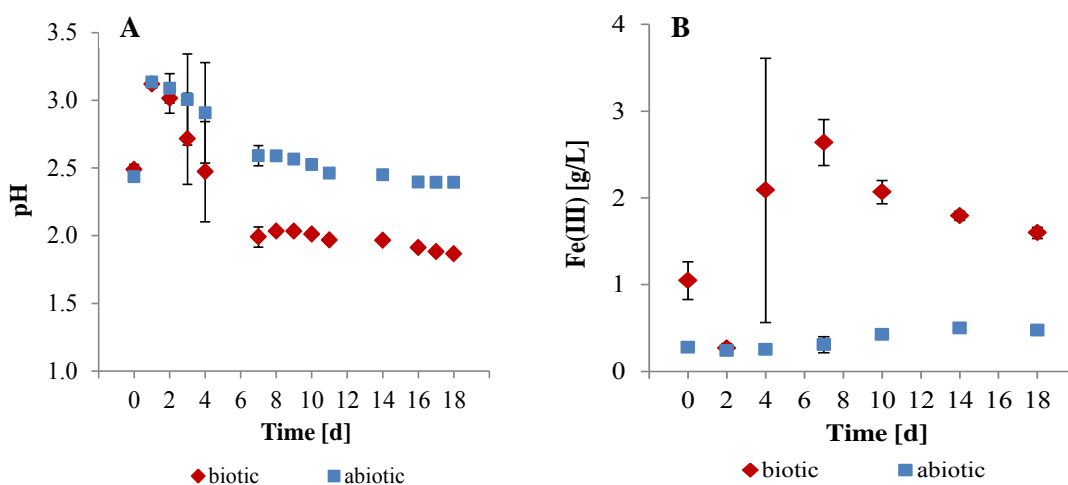 A
3.5
3.0
2.5
2.0
1.5
1.0
pH
0 2 4 6 8 10 12 14 16 18
Time [d]
biotic abiotic
B
4
3
2
1
0
Fe(III) [g/L]
0 2 4 6 8 10 12 14 16 18
Time [d]
biotic abiotic